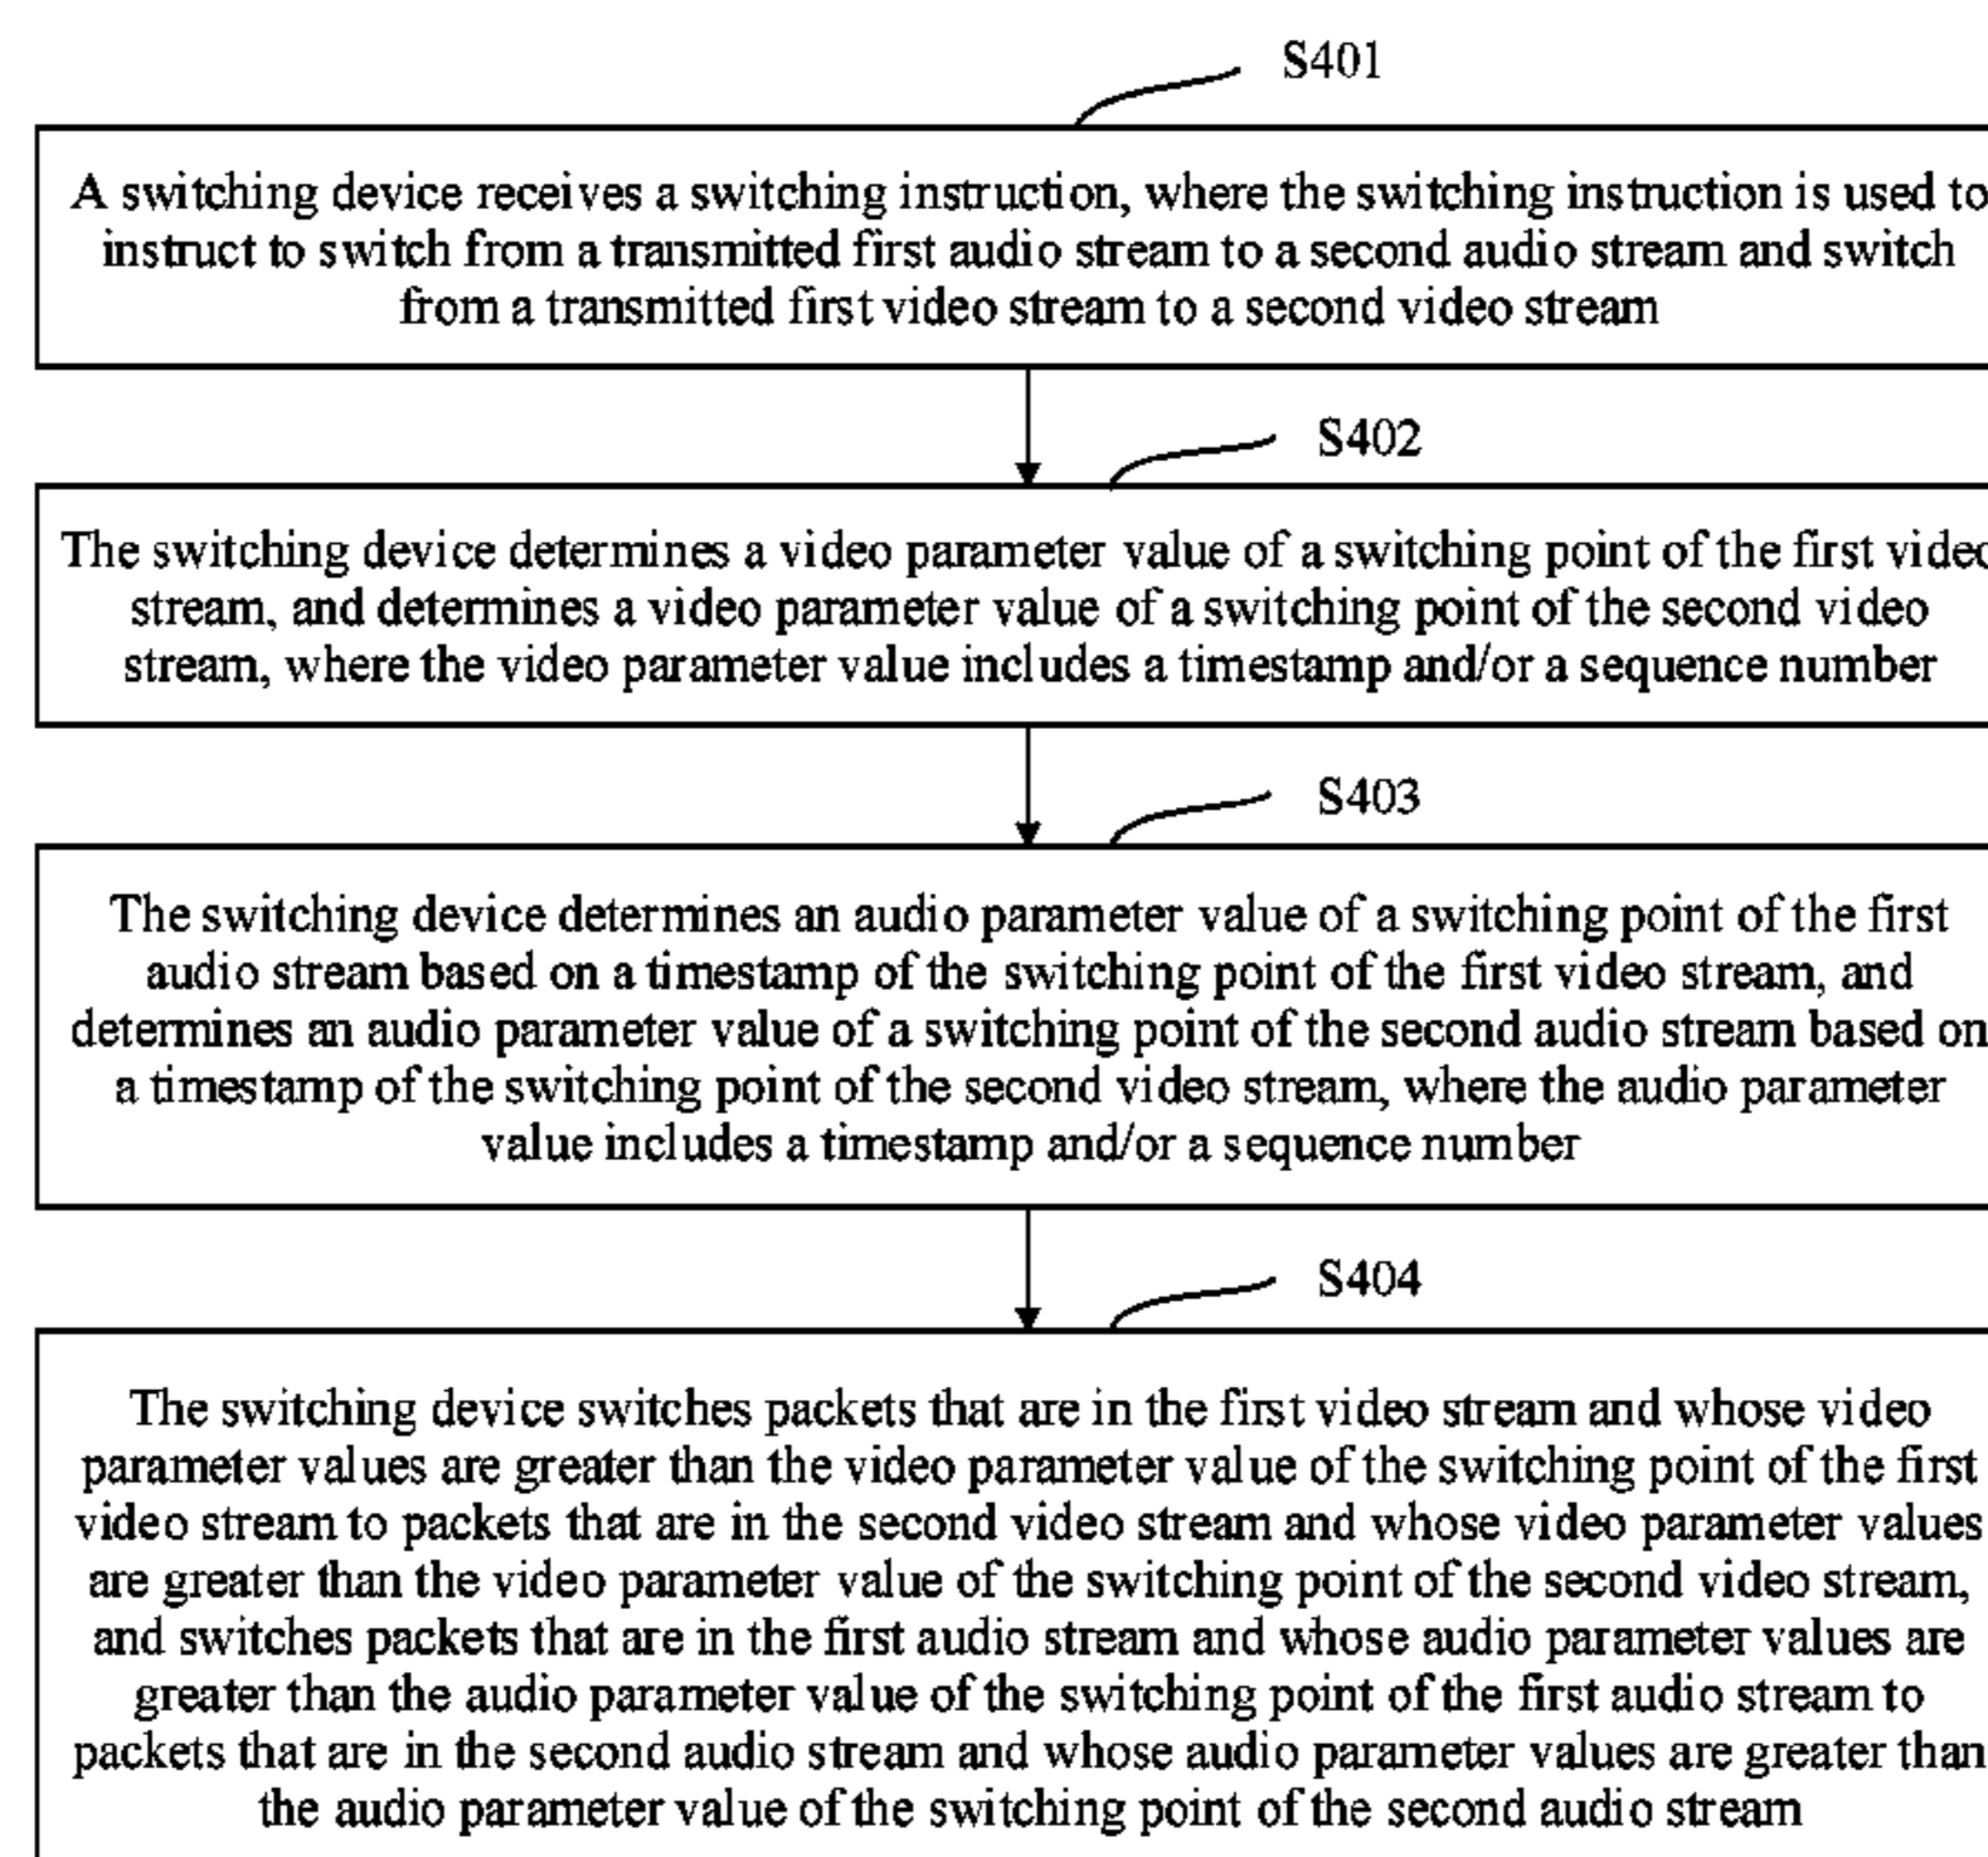 S401
A switching device receives a switching instruction, where the switching instruction is used to
instruct to switch from a transmitted first audio stream to a second audio stream and switch
from a transmitted first video stream to a second video stream
S402
The switching device determines a video parameter value of a switching point of the first video
stream, and determines a video parameter value of a switching point of the second video
stream, where the video parameter value includes a timestamp and/or a sequence number
S403
The switching device determines an audio parameter value of a switching point of the first
audio stream based on a timestamp of the switching point of the first video stream, and
determines an audio parameter value of a switching point of the second audio stream based on
a timestamp of the switching point of the second video stream, where the audio parameter
value includes a timestamp and/or a sequence number
S404
The switching device switches packets that are in the first video stream and whose video
parameter values are greater than the video parameter value of the switching point of the first
video stream to packets that are in the second video stream and whose video parameter values
are greater than the video parameter value of the switching point of the second video stream,
and switches packets that are in the first audio stream and whose audio parameter values are
greater than the audio parameter value of the switching point of the first audio stream to
packets that are in the second audio stream and whose audio parameter values are greater than
the audio parameter value of the switching point of the second audio stream